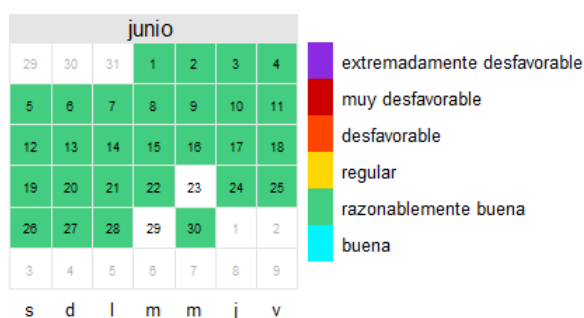 junio
29 30 31 1 2 3 4
5 6 7 8 9 10 11
12 13 14 15 16 17 18
19 20 21 22 23 24 25
26 27 28 29 30 1 2
3 4 5 6 7 8 9
s d l m m j v
extremadamente desfavorable
muy desfavorable
desfavorable
regular
razonablemente buena
buena